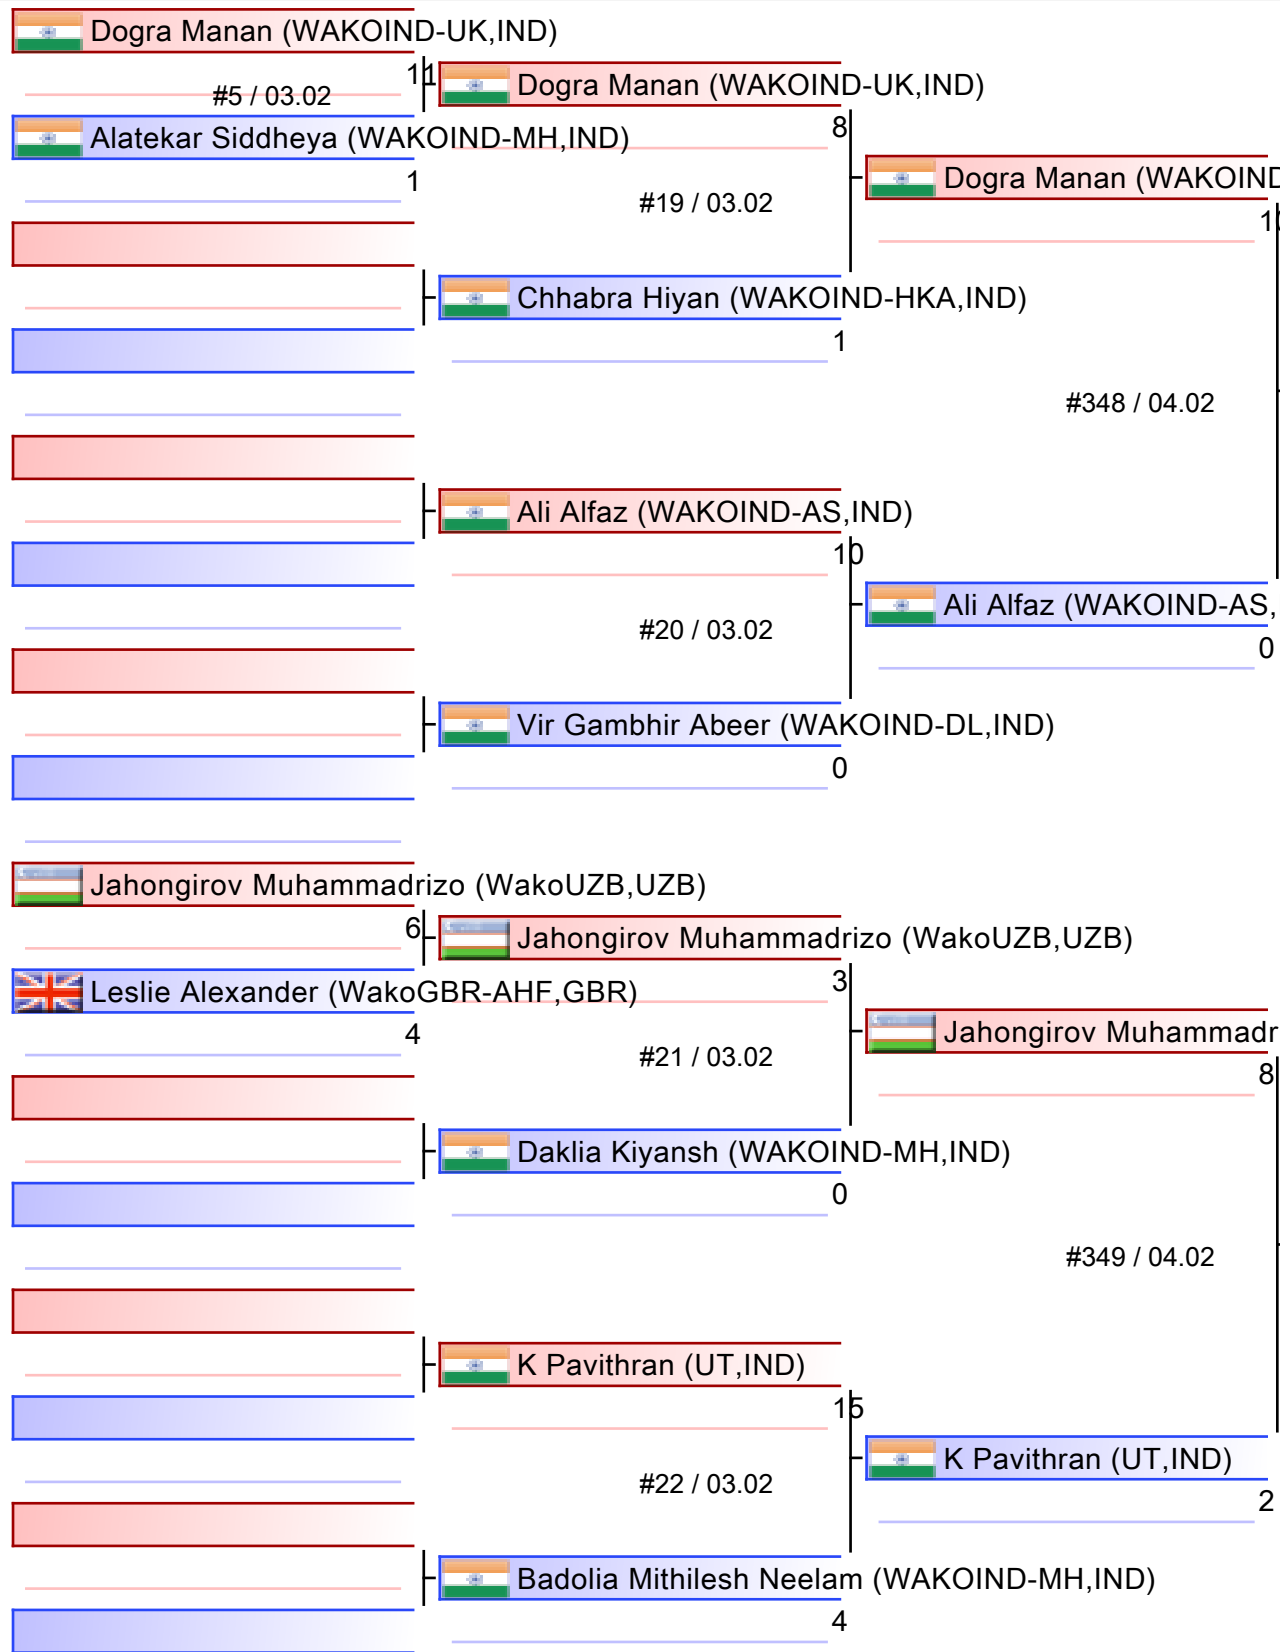 Dogra Manan (WAKOIND-UK,IND)
11
#5 / 03.02
Alatekar Siddheya (WAKOIND-MH,IND)
1
Dogra Manan (WAKOIND-UK,IND)
8
#19 / 03.02
Chhabra Hiyan (WAKOIND-HKA,IND)
1
Dogra Manan (WAKOIND
10
#348 / 04.02
Ali Alfaz (WAKOIND-AS,IND)
10
#20 / 03.02
Vir Gambhir Abeer (WAKOIND-DL,IND)
0
Ali Alfaz (WAKOIND-AS,
0
Jahongirov Muhammadrizo (WakoUZB,UZB)
6
Leslie Alexander (WakoGBR-AHF,GBR)
4
Jahongirov Muhammadrizo (WakoUZB,UZB)
3
#21 / 03.02
Daklia Kiyansh (WAKOIND-MH,IND)
0
Jahongirov Muhammadr
8
#349 / 04.02
K Pavithran (UT,IND)
15
#22 / 03.02
Badolia Mithilesh Neelam (WAKOIND-MH,IND)
4
K Pavithran (UT,IND)
2